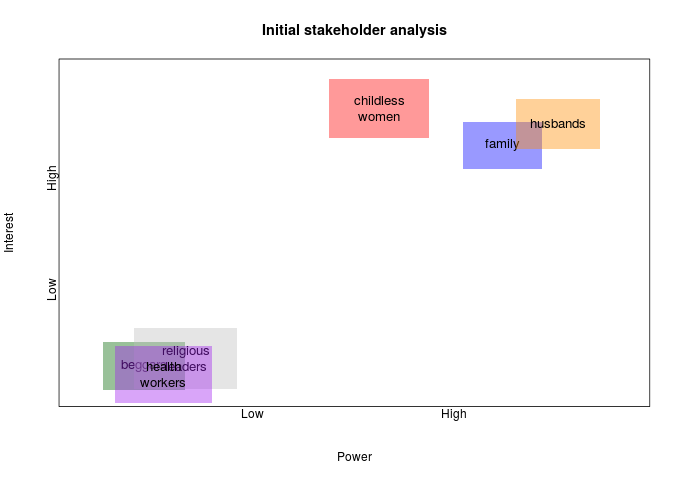 Initial stakeholder analysis
childless
women
husbands
family
High
Interest
Low
religious
leaders
health
workers
Low
High
Power